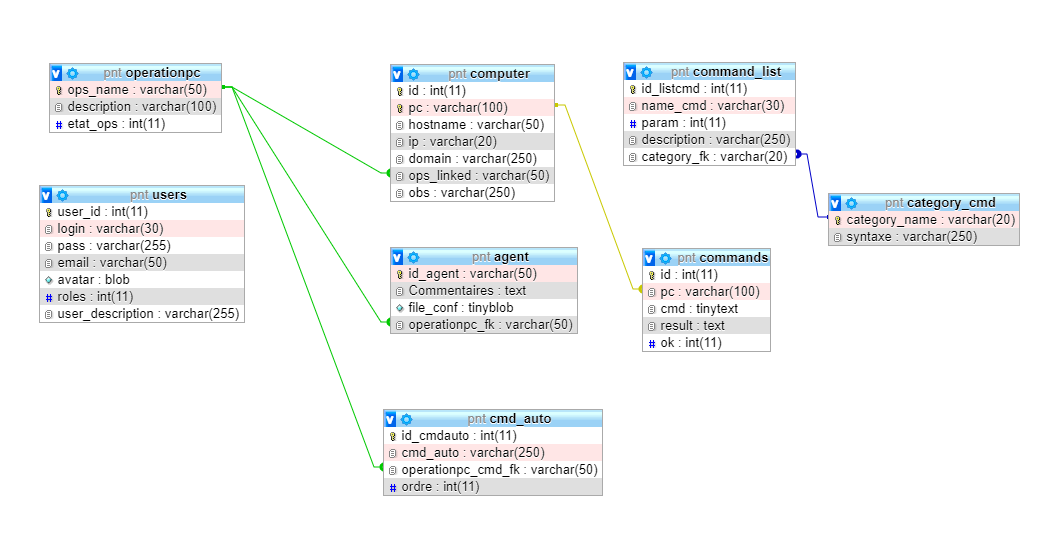 pnt operationpc
ops_name : varchar(50)
description : varchar(100)
etat_ops : int(11)
pnt users
user_id : int(11)
login : varchar(30)
pass : varchar(255)
email : varchar(50)
avatar : blob
roles : int(11)
user_description : varchar(255)
pnt computer
id : int(11)
pc : varchar(100)
hostname : varchar(50)
ip : varchar(20)
domain : varchar(250)
ops_linked : varchar(50)
obs : varchar(250)
pnt agent
id_agent : varchar(50)
Commentaires : text
file_conf : tinyblob
operationpc_fk : varchar(50)
pnt cmd_auto
id_cmdauto : int(11)
cmd_auto : varchar(250)
operationpc_cmd_fk : varchar(50)
ordre : int(11)
pnt command_list
id_listcmd : int(11)
name_cmd : varchar(30)
param : int(11)
description : varchar(250)
category_fk : varchar(20)
pnt category_cmd
category_name : varchar(20)
syntaxe : varchar(250)
pnt commands
id : int(11)
pc : varchar(100)
cmd : tinytext
result : text
ok : int(11)